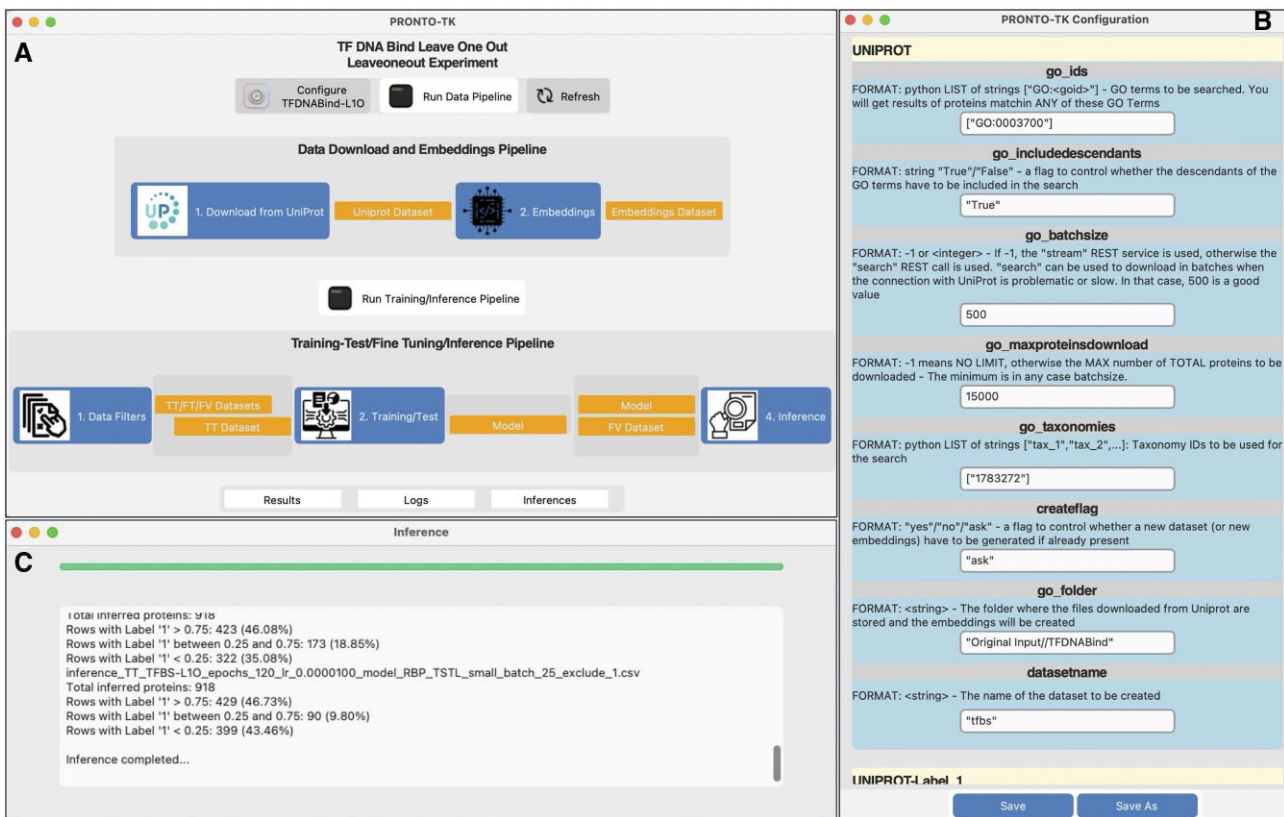 PRONTO-TK
A
TF DNA Bind Leave One Out
Leaveoneout Experiment
Configure
TFDNABind-L1O
Run Data Pipeline
Refresh
Data Download and Embeddings Pipeline
UP
1. Download from UniProt
Uniprot Dataset
</>
2. Embeddings
Embeddings Dataset
Run Training/Inference Pipeline
Training-Test/Fine Tuning/Inference Pipeline
1. Data Filters
TT/FT/FV Datasets
TT Dataset
2. Training/Test
Model
Model
FV Dataset
4. Inference
Results
Logs
Inferences
PRONTO-TK Configuration
B
UNIPROT
go_ids
FORMAT: python LIST of strings ["GO:<goid>"] - GO terms to be searched. You
will get results of proteins matchin ANY of these GO Terms
["GO:0003700"]
go_includedescendants
FORMAT: string "True"/"False" - a flag to control whether the descendants of the
GO terms have to be included in the search
"True"
go_batchsize
FORMAT: -1 or <integer> - If -1, the "stream" REST service is used, otherwise the
"search" REST call is used. "search" can be used to download in batches when
the connection with UniProt is problematic or slow. In that case, 500 is a good
value
500
go_maxproteinsdownload
FORMAT: -1 means NO LIMIT, otherwise the MAX number of TOTAL proteins to be
downloaded - The minimum is in any case batchsize.
15000
go_taxonomies
FORMAT: python LIST of strings ["tax_1","tax_2",...]: Taxonomy IDs to be used for
the search
["1783272"]
createflag
FORMAT: "yes"/"no"/"ask" - a flag to control whether a new dataset (or new
embeddings) have to be generated if already present
"ask"
go_folder
FORMAT: <string> - The folder where the files downloaded from Uniprot are
stored and the embeddings will be created
"Original Input//TFDNABind"
datasetname
FORMAT: <string> - The name of the dataset to be created
"tfbs"
UNIPROT-Label_1
Save
Save As
Inference
C
Total inferred proteins: 918
Rows with Label '1' > 0.75: 423 (46.08%)
Rows with Label '1' between 0.25 and 0.75: 173 (18.85%)
Rows with Label '1' < 0.25: 322 (35.08%)
inference_TT_TFBS-L1O_epochs_120_lr_0.0000100_model_RBP_TSTL_small_batch_25_exclude_1.csv
Total inferred proteins: 918
Rows with Label '1' > 0.75: 429 (46.73%)
Rows with Label '1' between 0.25 and 0.75: 90 (9.80%)
Rows with Label '1' < 0.25: 399 (43.46%)
Inference completed...